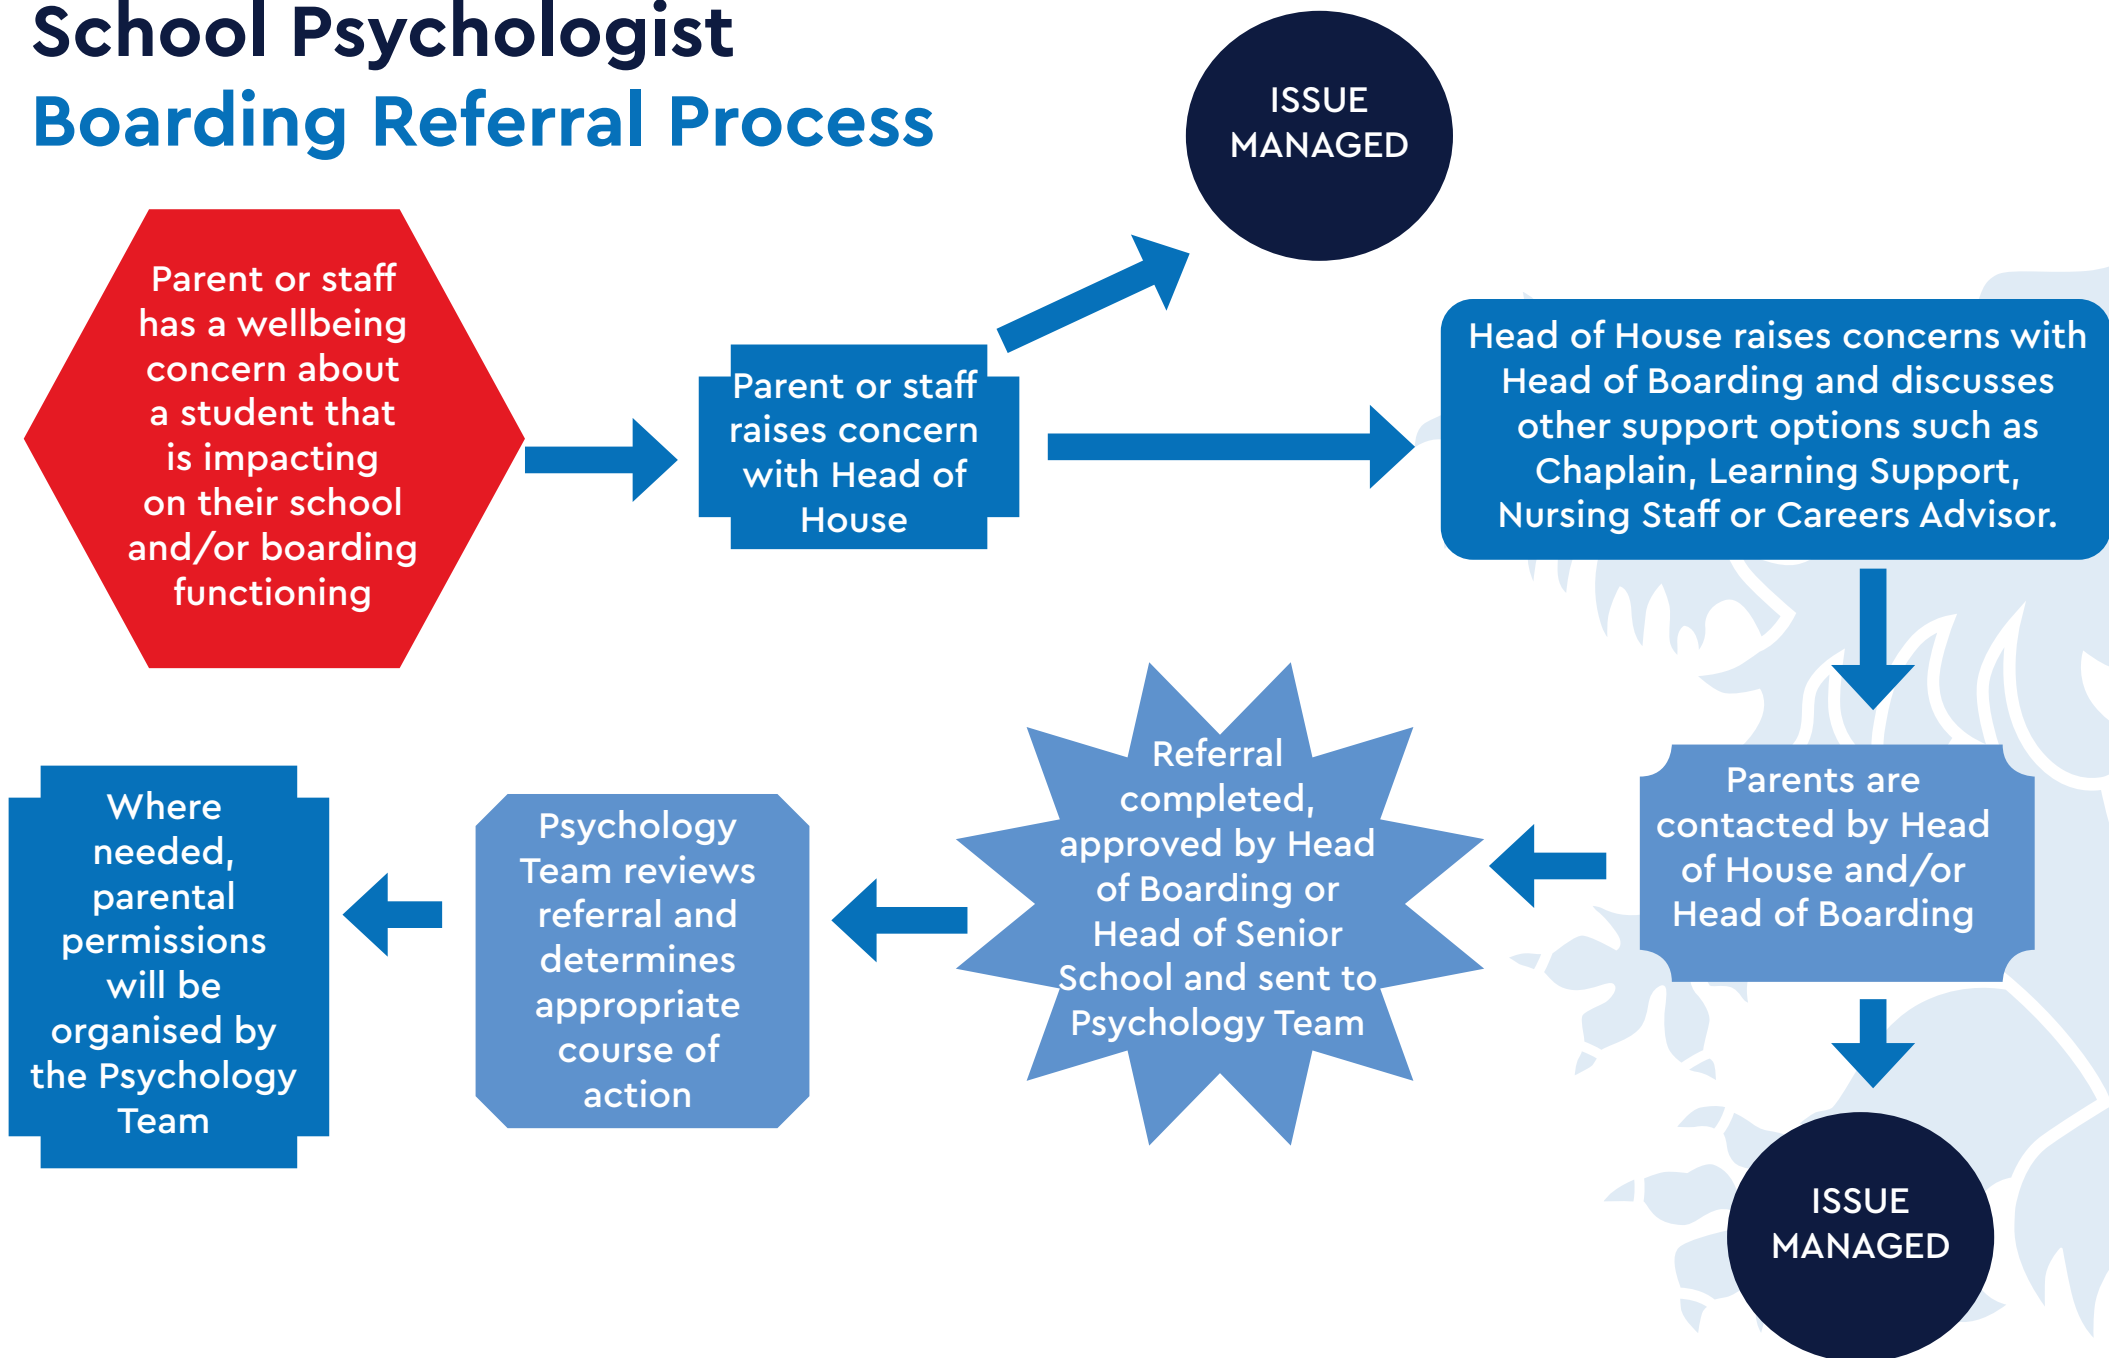 School Psychologist
Boarding Referral Process
ISSUE
MANAGED
Parent or staff
has a wellbeing
concern about
a student that
is impacting
on their school
and/or boarding
functioning
Parent or staff
raises concern
with Head of
House
Head of House raises concerns with
Head of Boarding and discusses
other support options such as
Chaplain, Learning Support,
Nursing Staff or Careers Advisor.
Parents are
contacted by Head
of House and/or
Head of Boarding
Referral
completed,
approved by Head
of Boarding or
Head of Senior
School and sent to
Psychology Team
Psychology
Team reviews
referral and
determines
appropriate
course of
action
Where
needed,
parental
permissions
will be
organised by
the Psychology
Team
ISSUE
MANAGED